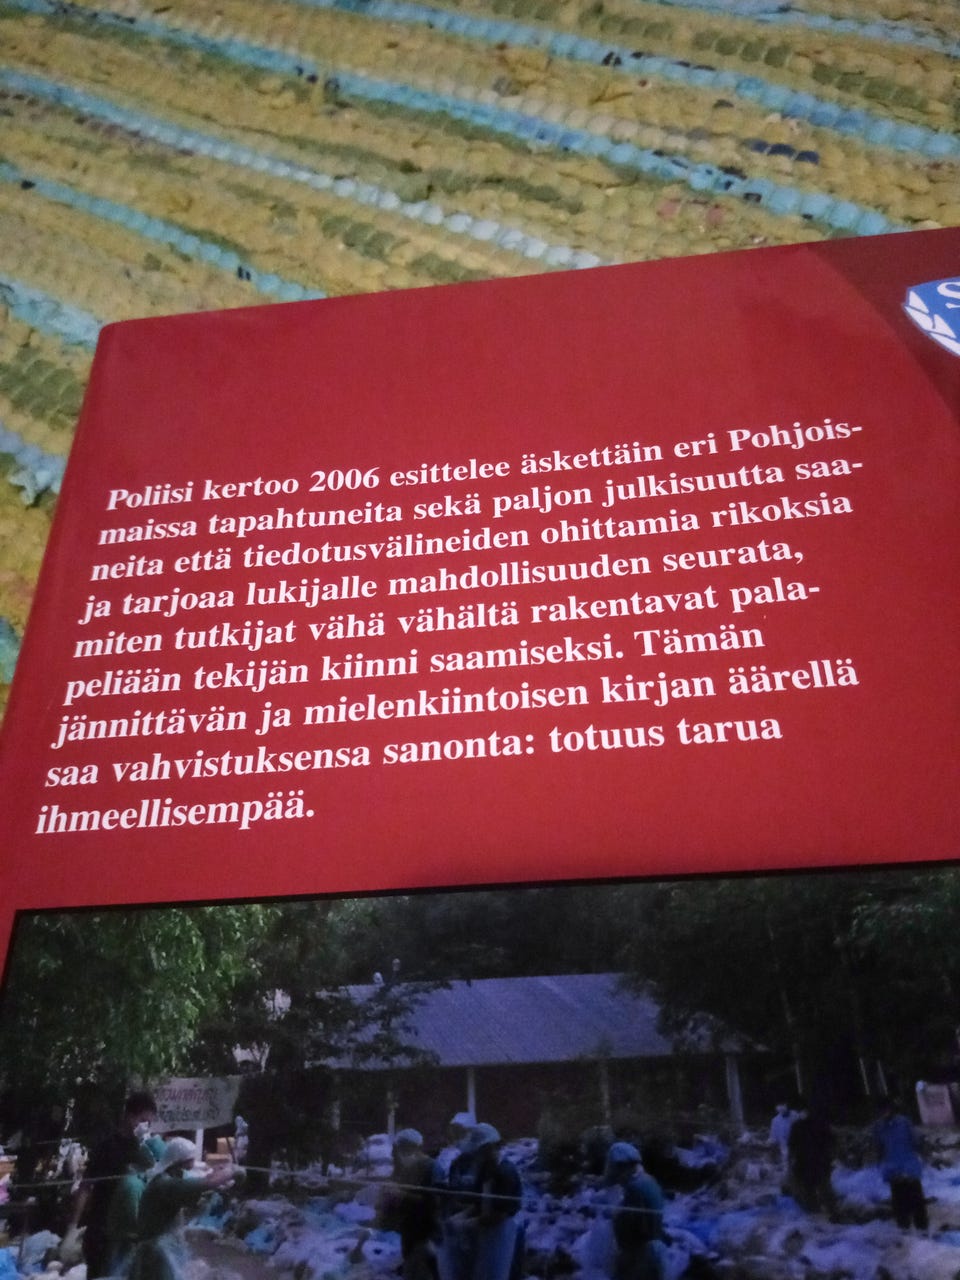 Poliisi kertoo 2006 esittelee äskettäin eri Pohjois-
maissa tapahtuneita sekä paljon julkisuutta saa-
neita että tiedotusvälineiden ohittamia rikoksia
ja tarjoaa lukijalle mahdollisuuden seurata,
miten tutkijat vähä vähältä rakentavat pala-
peliään tekijän kiinni saamiseksi. Tämän
jännittävän ja mielenkiintoisen kirjan äärellä
saa vahvistuksensa sanonta: totuus tarua
ihmeellisempää.